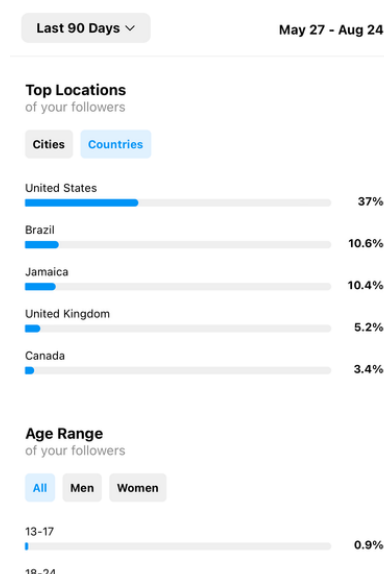 Last 90 Days
May 27 - Aug 24
Top Locations
of your followers
Cities
Countries
United States
37%
Brazil
10.6%
Jamaica
10.4%
United Kingdom
5.2%
Canada
3.4%
Age Range
of your followers
All
Men
Women
13-17
0.9%
18-24